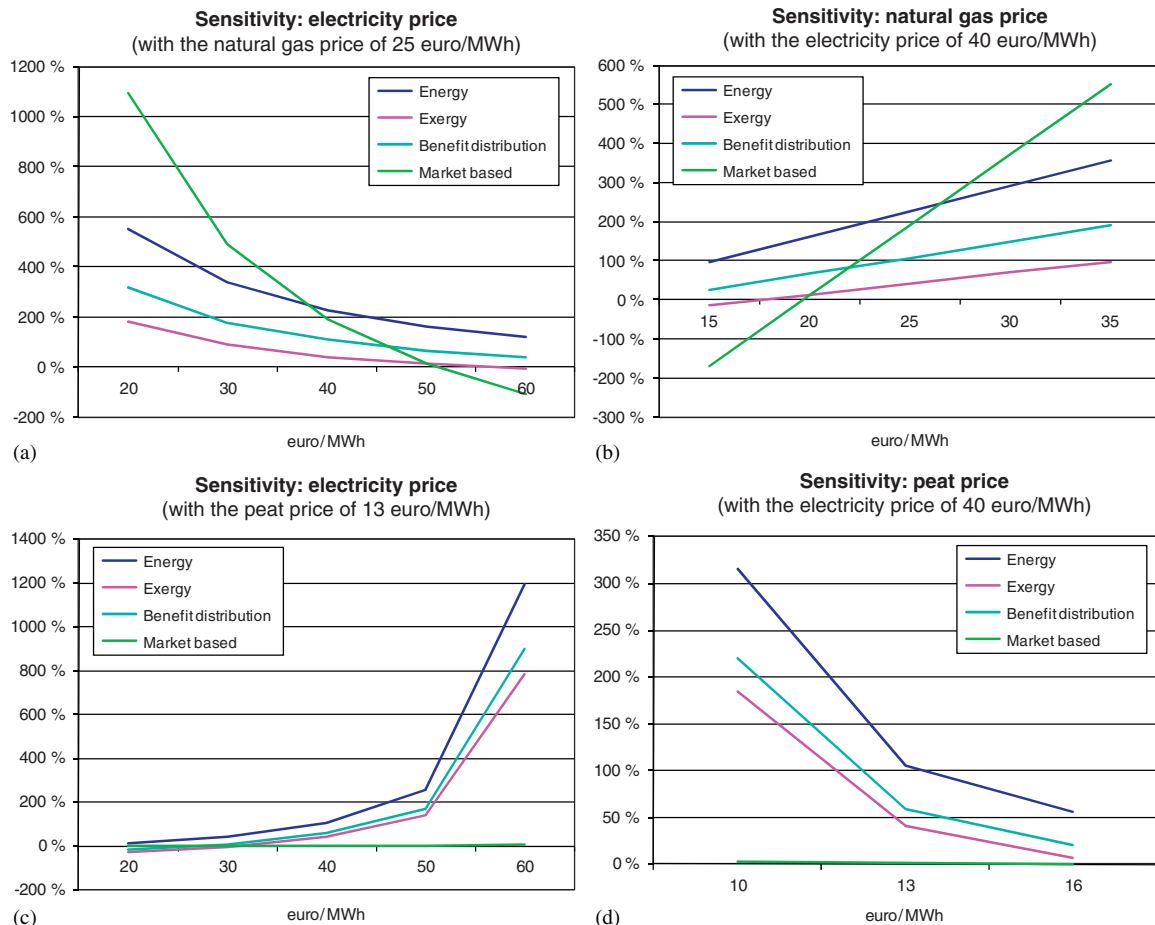 Sensitivity: electricity price
(with the natural gas price of 25 euro/MWh)
1200 %
1000 %
800 %
600 %
400 %
200 %
0 %
-200 %
Energy
Exergy
Benefit distribution
Market based
20 30 40 50 60
euro/MWh
(a)
Sensitivity: natural gas price
(with the electricity price of 40 euro/MWh)
600 %
500 %
400 %
300 %
200 %
100 %
0 %
-100 %
-200 %
-300 %
Energy
Exergy
Benefit distribution
Market based
15 20 25 30 35
euro/MWh
(b)
Sensitivity: electricity price
(with the peat price of 13 euro/MWh)
1400 %
1200 %
1000 %
800 %
600 %
400 %
200 %
0 %
-200 %
Energy
Exergy
Benefit distribution
Market based
20 30 40 50 60
euro/MWh
(c)
Sensitivity: peat price
(with the electricity price of 40 euro/MWh)
350 %
300 %
250 %
200 %
150 %
100 %
50 %
0 %
Energy
Exergy
Benefit distribution
Market based
10 13 16
euro/MWh
(d)